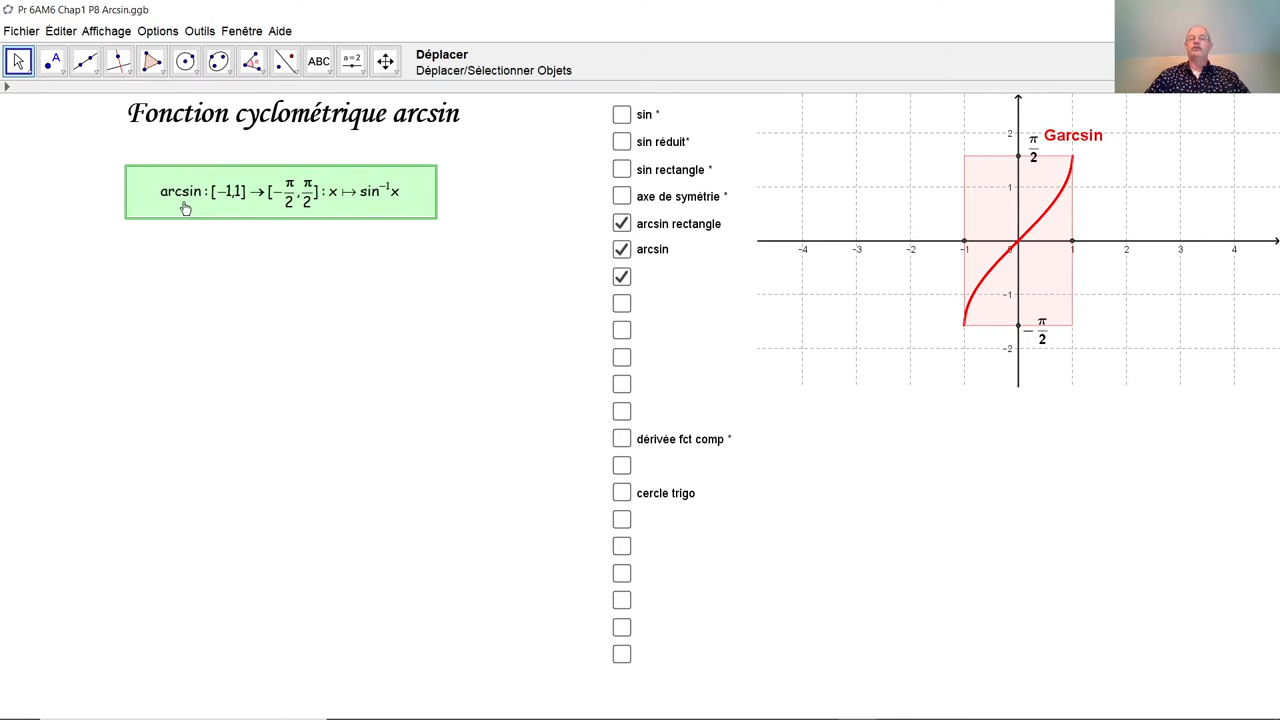 Pr 6AM6 Chap1 P8 Arcsin.ggb
Fichier Éditer Affichage Options Outils Fenêtre Aide
A ABC a=2
Déplacer
Déplacer/Sélectionner Objets
Fonction cyclométrique arcsin
arcsin : [−1,1] → [−π/2, π/2] : x ↦ sin⁻¹x
sin *
sin réduit*
sin rectangle *
axe de symétrie *
arcsin rectangle
arcsin
dérivée fct comp *
cercle trigo
2
π/2
Garcsin
1
-4 -3 -2 -1 0 1 2 3 4
-1
−π/2
-2